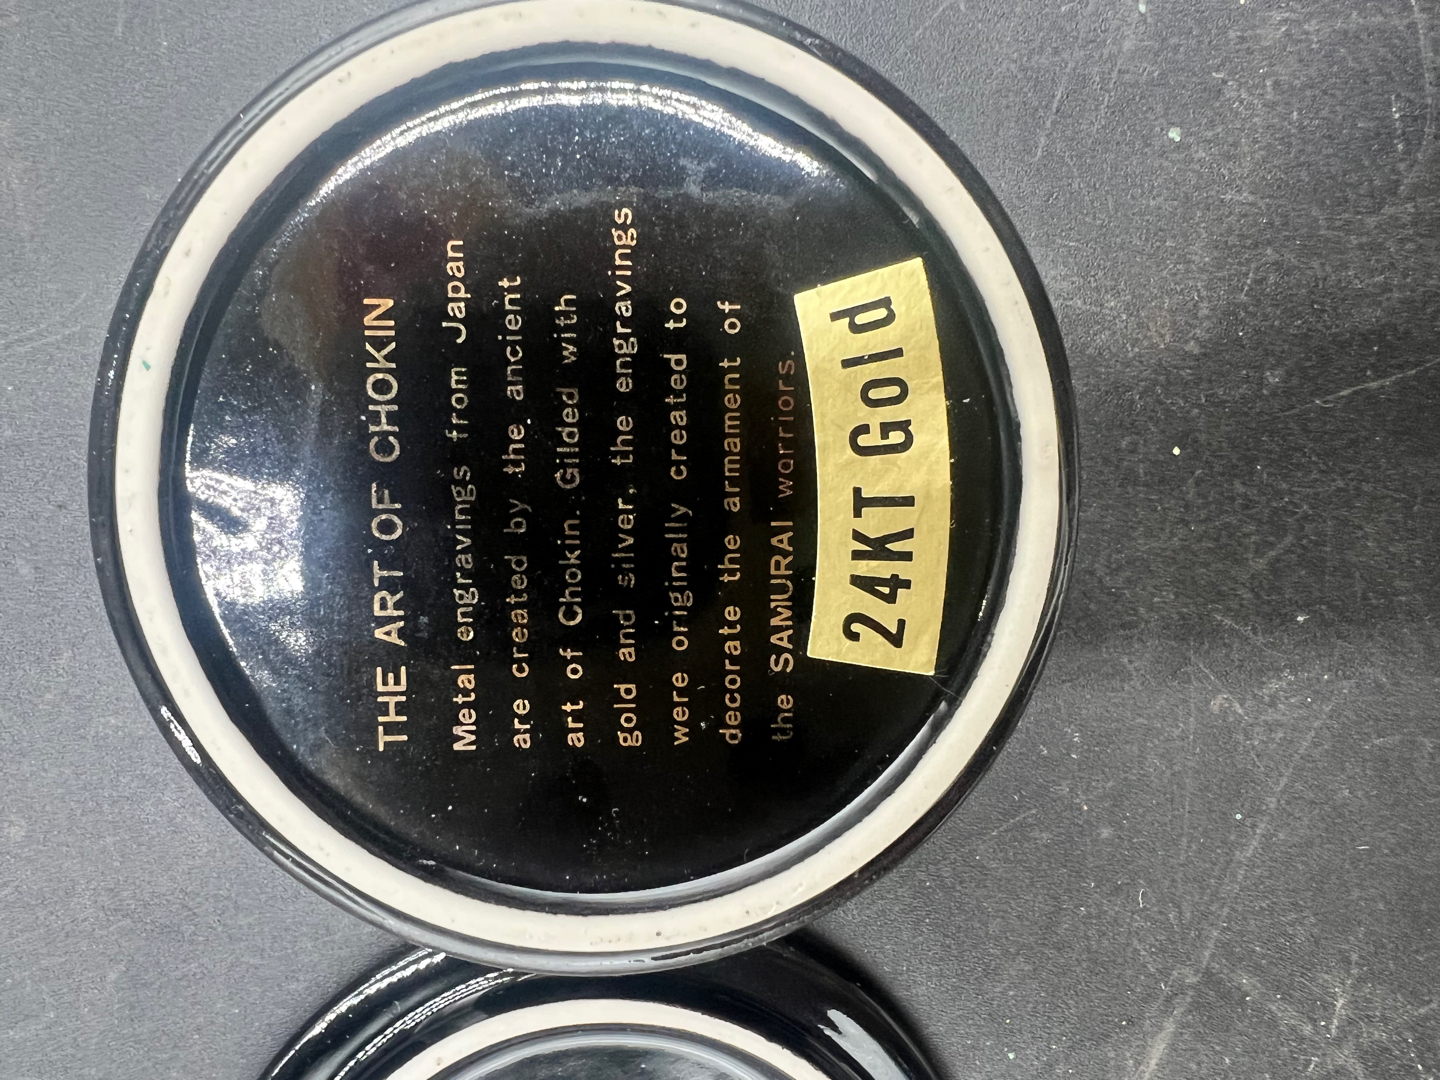 THE ART OF CHOKIN
Metal engravings from Japan
are created by the ancient
art of Chokin. Gilded with
gold and silver, the engravings
were originally created to
decorate the armament of
the SAMURAI warriors.
24KT Gold